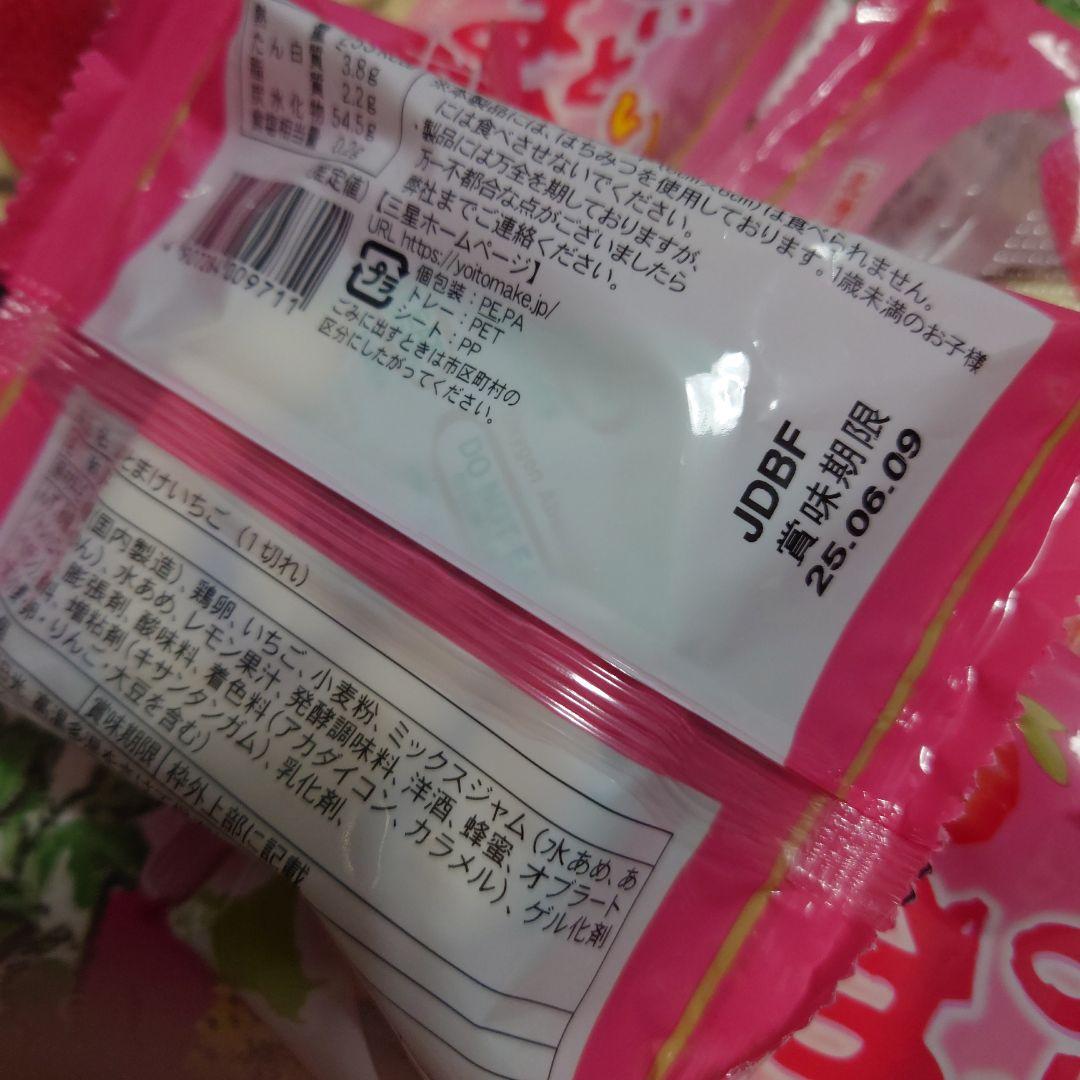 たん白質 3.8g
脂質 2.2g
炭水化物 54.5g
食塩相当量 0.2g
(推定値)
は食べられません。
本製品には、はちみつを使用しております。1歳未満のお子様
には食べさせないでください。
製品には万全を期しておりますが、
万一不都合な点がございましたら
弊社までご連絡ください。
【三星ホームページ】
URL https://yoitomake.jp/
プラ
個包装:PE,PA
トレー:PET
シート:PP
ごみに出すときは市区町村の
区分にしたがってください。
009711
DO NOT E
JDBF
賞味期限
25.06.09
とまけいちご(1切れ)
国内製造)、鶏卵、いちご、小麦粉、ミックスジャム(水あめ、あ
ん)、水あめ、レモン果汁、発酵調味料、洋酒、蜂蜜、オブラート
膨張剤、酸味料、着色料(アカダイコン、カラメル)、ゲル化剤
増粘剤(キサンタンガム)、乳化剤、
・りんご・大豆を含む)
賞味期限 枠外上部に記載